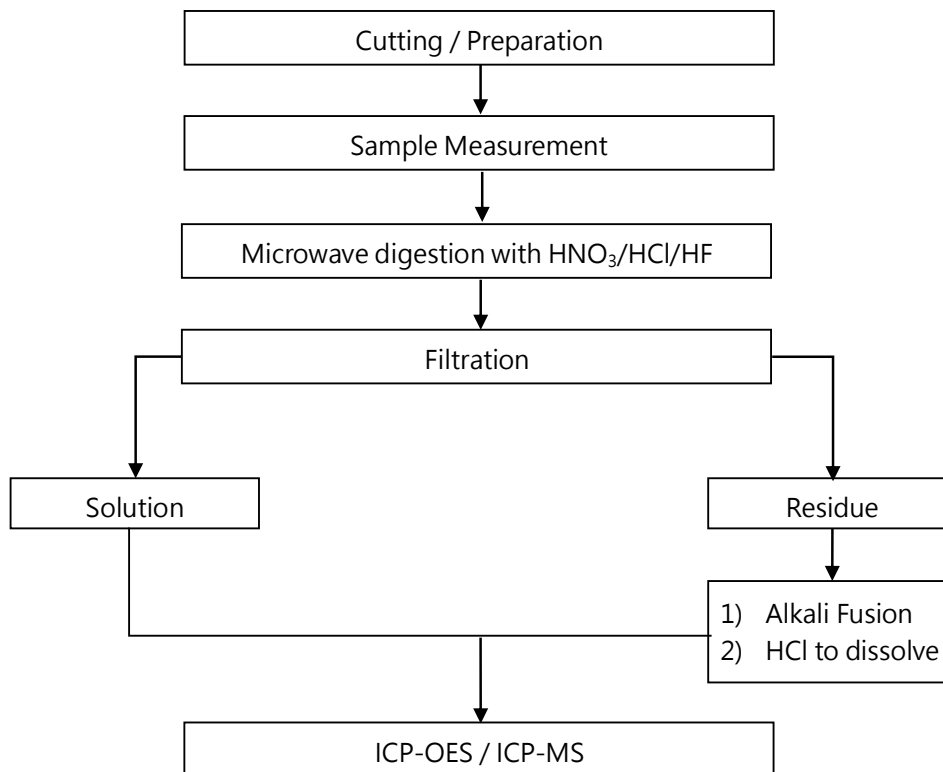 Cutting / Preparation
Sample Measurement
Microwave digestion with HNO₃/HCl/HF
Filtration
Solution
Residue
1) Alkali Fusion
2) HCl to dissolve
ICP-OES / ICP-MS